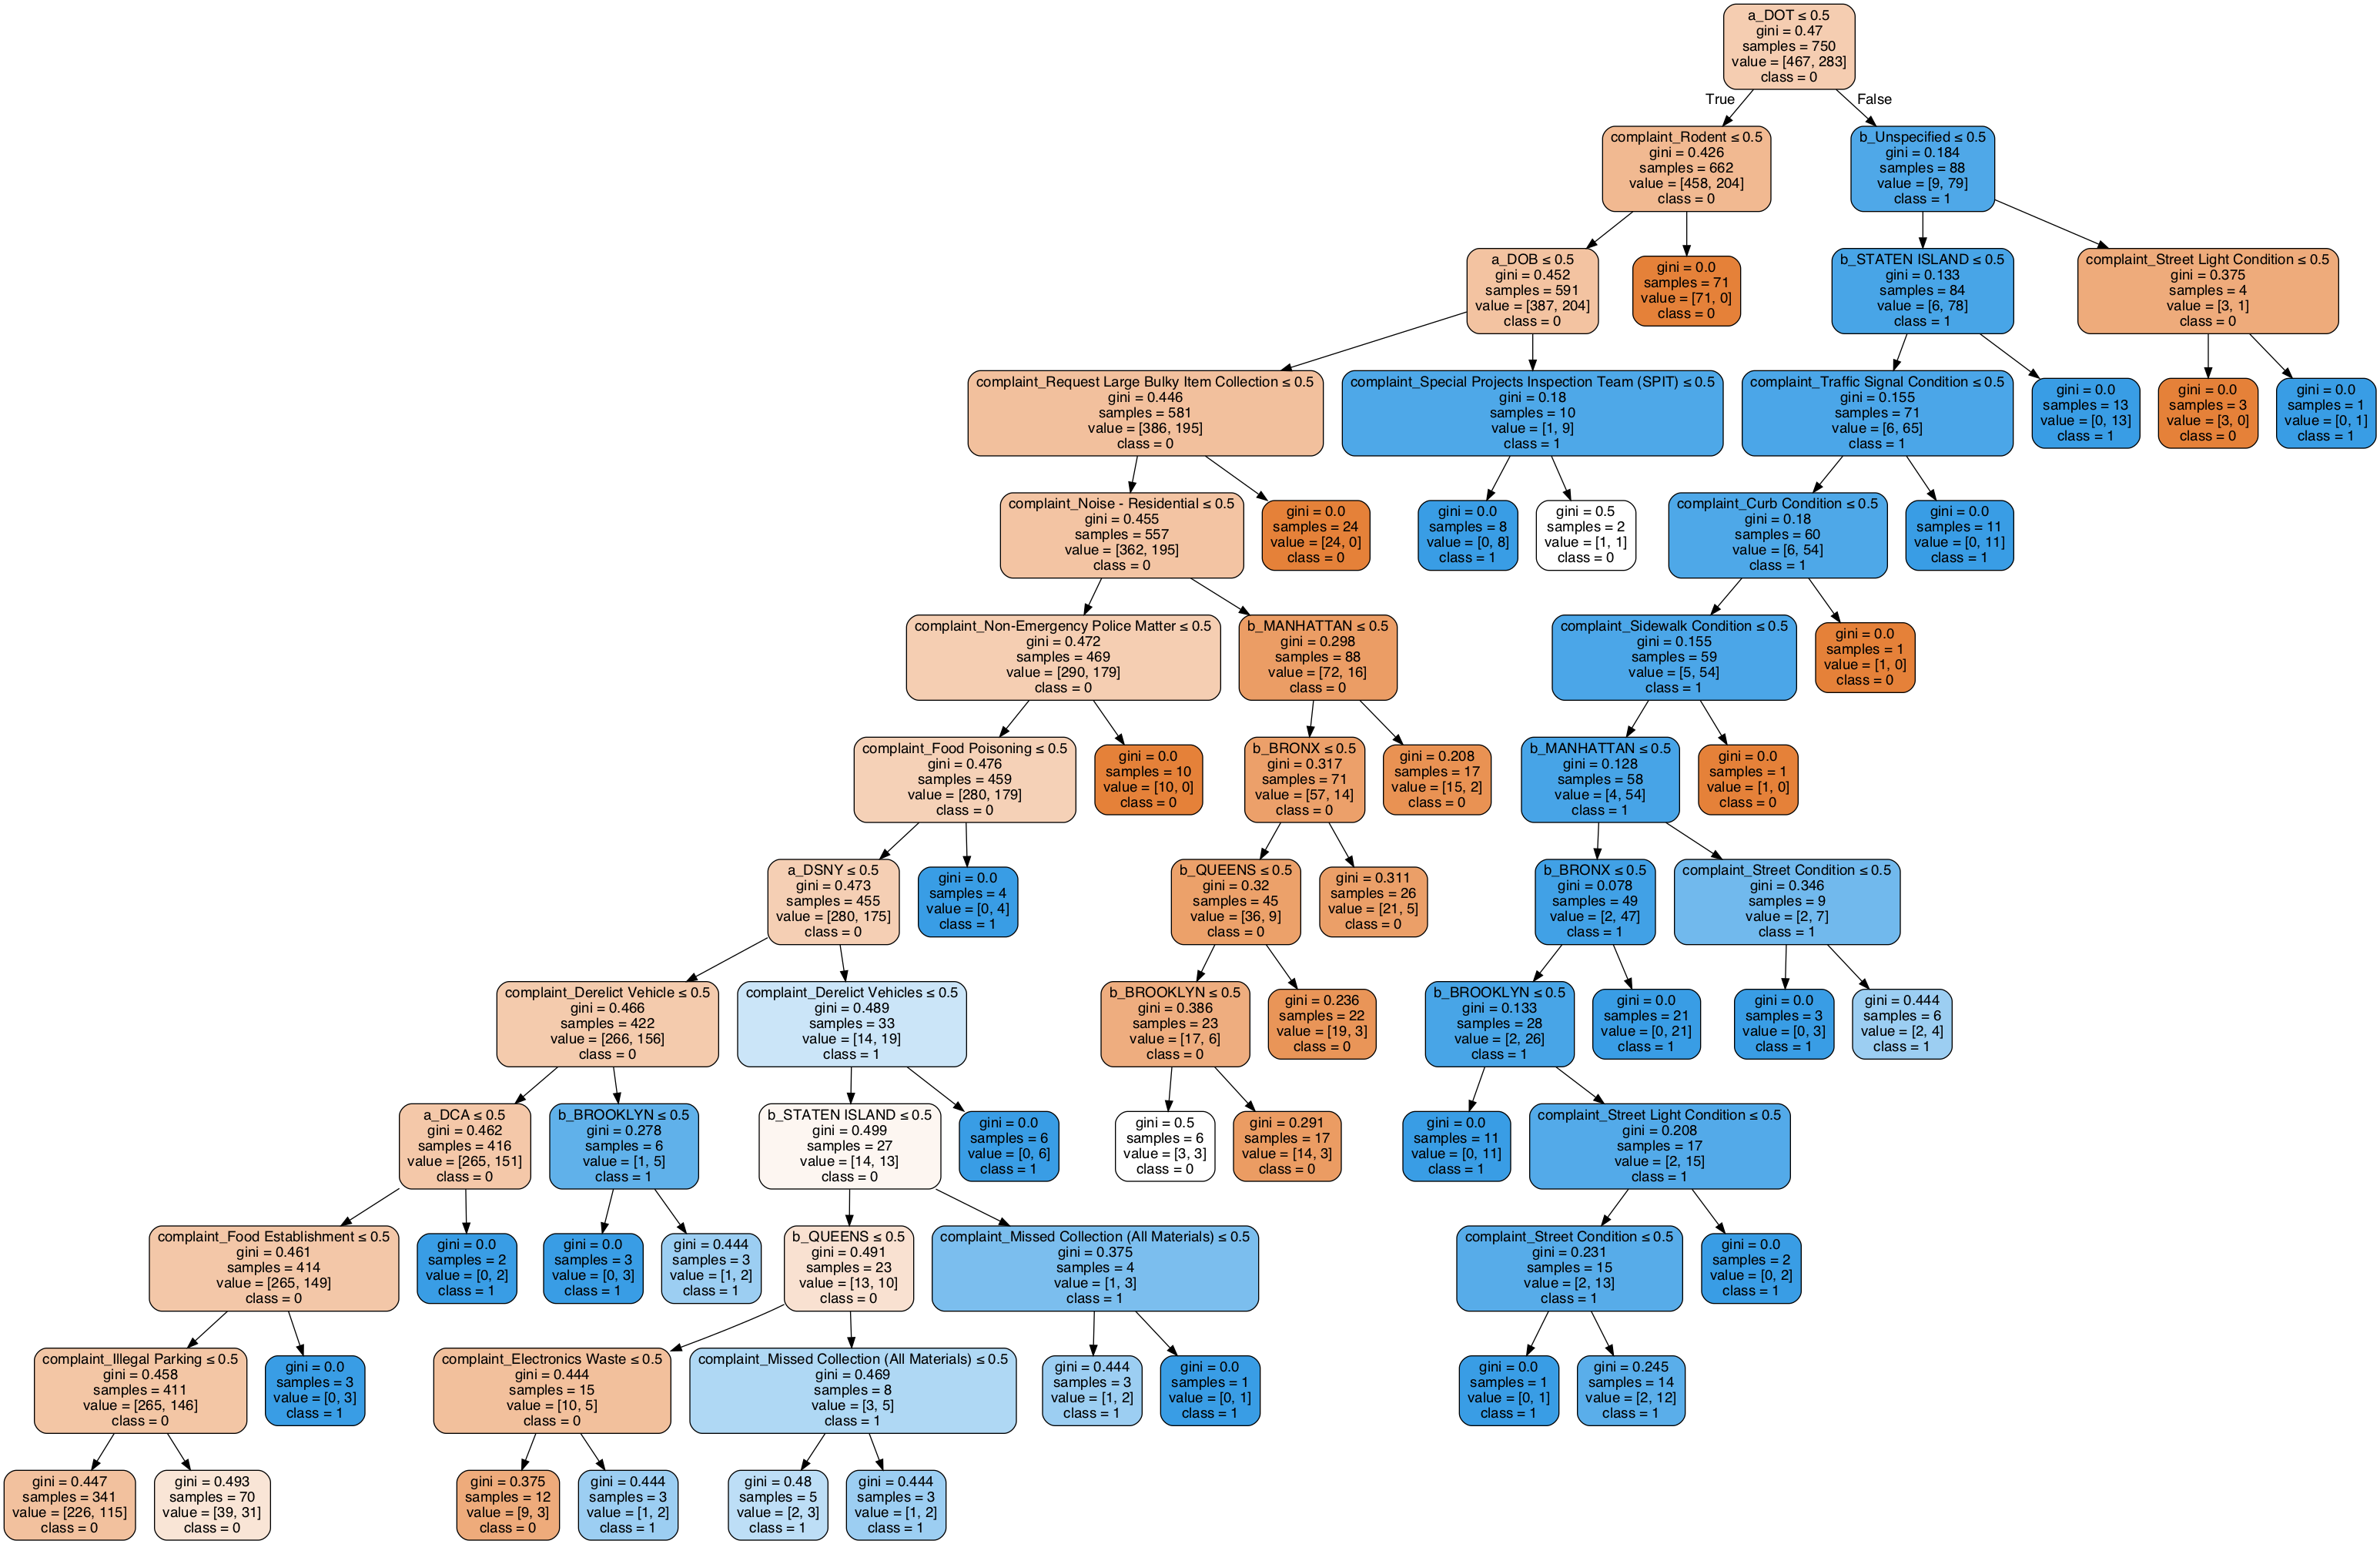 a_DOT ≤ 0.5
gini = 0.47
samples = 750
value = [467, 283]
class = 0
True
False
complaint_Rodent ≤ 0.5
gini = 0.426
samples = 662
value = [458, 204]
class = 0
b_Unspecified ≤ 0.5
gini = 0.184
samples = 88
value = [9, 79]
class = 1
a_DOB ≤ 0.5
gini = 0.452
samples = 591
value = [387, 204]
class = 0
gini = 0.0
samples = 71
value = [71, 0]
class = 0
b_STATEN ISLAND ≤ 0.5
gini = 0.133
samples = 84
value = [6, 78]
class = 1
complaint_Street Light Condition ≤ 0.5
gini = 0.375
samples = 4
value = [3, 1]
class = 0
complaint_Request Large Bulky Item Collection ≤ 0.5
gini = 0.446
samples = 581
value = [386, 195]
class = 0
complaint_Special Projects Inspection Team (SPIT) ≤ 0.5
gini = 0.18
samples = 10
value = [1, 9]
class = 1
complaint_Traffic Signal Condition ≤ 0.5
gini = 0.155
samples = 71
value = [6, 65]
class = 1
gini = 0.0
samples = 13
value = [0, 13]
class = 1
gini = 0.0
samples = 3
value = [3, 0]
class = 0
gini = 0.0
samples = 1
value = [0, 1]
class = 1
complaint_Noise - Residential ≤ 0.5
gini = 0.455
samples = 557
value = [362, 195]
class = 0
gini = 0.0
samples = 24
value = [24, 0]
class = 0
gini = 0.0
samples = 8
value = [0, 8]
class = 1
gini = 0.5
samples = 2
value = [1, 1]
class = 0
complaint_Curb Condition ≤ 0.5
gini = 0.18
samples = 60
value = [6, 54]
class = 1
gini = 0.0
samples = 11
value = [0, 11]
class = 1
complaint_Non-Emergency Police Matter ≤ 0.5
gini = 0.472
samples = 469
value = [290, 179]
class = 0
b_MANHATTAN ≤ 0.5
gini = 0.298
samples = 88
value = [72, 16]
class = 0
complaint_Sidewalk Condition ≤ 0.5
gini = 0.155
samples = 59
value = [5, 54]
class = 1
gini = 0.0
samples = 1
value = [1, 0]
class = 0
complaint_Food Poisoning ≤ 0.5
gini = 0.476
samples = 459
value = [280, 179]
class = 0
gini = 0.0
samples = 10
value = [10, 0]
class = 0
b_BRONX ≤ 0.5
gini = 0.317
samples = 71
value = [57, 14]
class = 0
gini = 0.208
samples = 17
value = [15, 2]
class = 0
b_MANHATTAN ≤ 0.5
gini = 0.128
samples = 58
value = [4, 54]
class = 1
gini = 0.0
samples = 1
value = [1, 0]
class = 0
a_DSNY ≤ 0.5
gini = 0.473
samples = 455
value = [280, 175]
class = 0
gini = 0.0
samples = 4
value = [0, 4]
class = 1
b_QUEENS ≤ 0.5
gini = 0.32
samples = 45
value = [36, 9]
class = 0
gini = 0.311
samples = 26
value = [21, 5]
class = 0
b_BRONX ≤ 0.5
gini = 0.078
samples = 49
value = [2, 47]
class = 1
complaint_Street Condition ≤ 0.5
gini = 0.346
samples = 9
value = [2, 7]
class = 1
complaint_Derelict Vehicle ≤ 0.5
gini = 0.466
samples = 422
value = [266, 156]
class = 0
complaint_Derelict Vehicles ≤ 0.5
gini = 0.489
samples = 33
value = [14, 19]
class = 1
b_BROOKLYN ≤ 0.5
gini = 0.386
samples = 23
value = [17, 6]
class = 0
gini = 0.236
samples = 22
value = [19, 3]
class = 0
b_BROOKLYN ≤ 0.5
gini = 0.133
samples = 28
value = [2, 26]
class = 1
gini = 0.0
samples = 21
value = [0, 21]
class = 1
gini = 0.0
samples = 3
value = [0, 3]
class = 1
gini = 0.444
samples = 6
value = [2, 4]
class = 1
a_DCA ≤ 0.5
gini = 0.462
samples = 416
value = [265, 151]
class = 0
b_BROOKLYN ≤ 0.5
gini = 0.278
samples = 6
value = [1, 5]
class = 1
b_STATEN ISLAND ≤ 0.5
gini = 0.499
samples = 27
value = [14, 13]
class = 0
gini = 0.0
samples = 6
value = [0, 6]
class = 1
gini = 0.5
samples = 6
value = [3, 3]
class = 0
gini = 0.291
samples = 17
value = [14, 3]
class = 0
gini = 0.0
samples = 11
value = [0, 11]
class = 1
complaint_Street Light Condition ≤ 0.5
gini = 0.208
samples = 17
value = [2, 15]
class = 1
complaint_Food Establishment ≤ 0.5
gini = 0.461
samples = 414
value = [265, 149]
class = 0
gini = 0.0
samples = 2
value = [0, 2]
class = 1
gini = 0.0
samples = 3
value = [0, 3]
class = 1
gini = 0.444
samples = 3
value = [1, 2]
class = 1
b_QUEENS ≤ 0.5
gini = 0.491
samples = 23
value = [13, 10]
class = 0
complaint_Missed Collection (All Materials) ≤ 0.5
gini = 0.375
samples = 4
value = [1, 3]
class = 1
complaint_Street Condition ≤ 0.5
gini = 0.231
samples = 15
value = [2, 13]
class = 1
gini = 0.0
samples = 2
value = [0, 2]
class = 1
complaint_Illegal Parking ≤ 0.5
gini = 0.458
samples = 411
value = [265, 146]
class = 0
gini = 0.0
samples = 3
value = [0, 3]
class = 1
complaint_Electronics Waste ≤ 0.5
gini = 0.444
samples = 15
value = [10, 5]
class = 0
complaint_Missed Collection (All Materials) ≤ 0.5
gini = 0.469
samples = 8
value = [3, 5]
class = 1
gini = 0.444
samples = 3
value = [1, 2]
class = 1
gini = 0.0
samples = 1
value = [0, 1]
class = 1
gini = 0.0
samples = 1
value = [0, 1]
class = 1
gini = 0.245
samples = 14
value = [2, 12]
class = 1
gini = 0.447
samples = 341
value = [226, 115]
class = 0
gini = 0.493
samples = 70
value = [39, 31]
class = 0
gini = 0.375
samples = 12
value = [9, 3]
class = 0
gini = 0.444
samples = 3
value = [1, 2]
class = 1
gini = 0.48
samples = 5
value = [2, 3]
class = 1
gini = 0.444
samples = 3
value = [1, 2]
class = 1